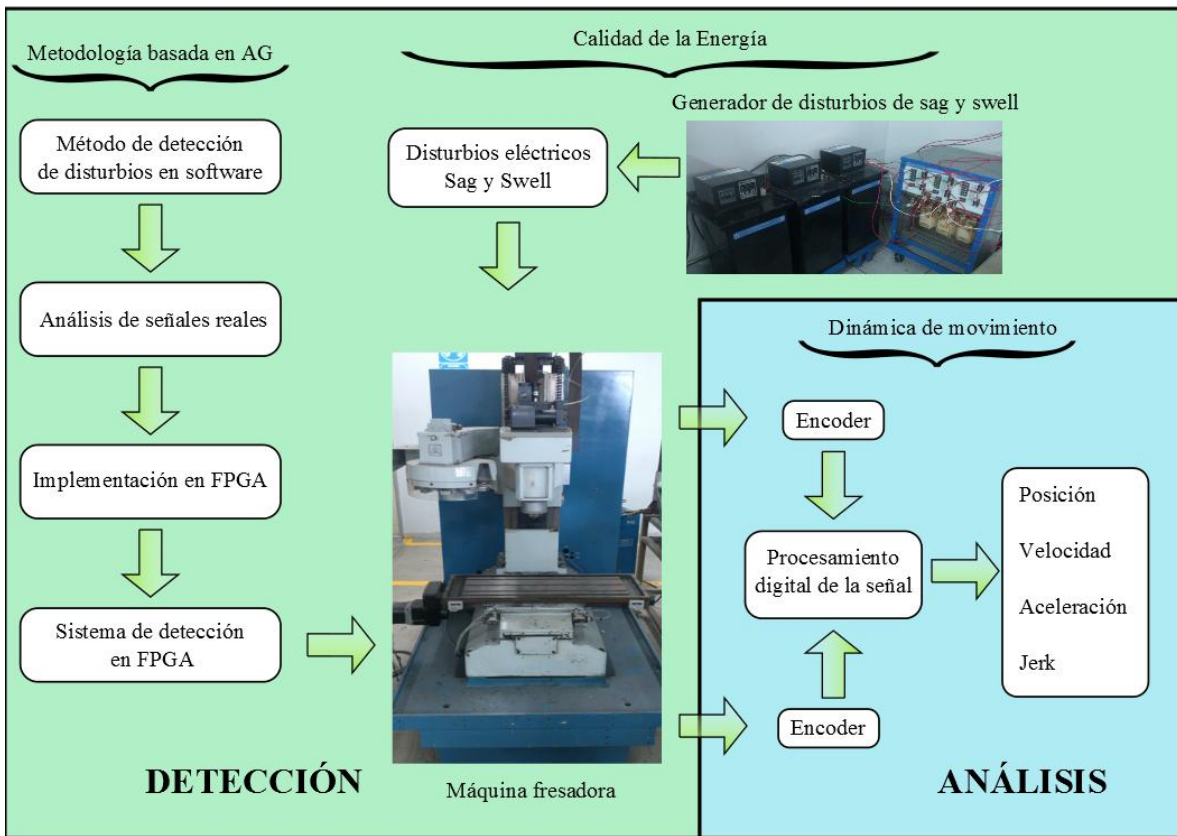 Metodología basada en AG
Calidad de la Energía
Generador de disturbios de sag y swell
Método de detección
de disturbios en software
Disturbios eléctricos
Sag y Swell
Análisis de señales reales
Dinámica de movimiento
Encoder
Implementación en FPGA
Procesamiento
digital de la señal
Posición
Velocidad
Aceleración
Jerk
Sistema de detección
en FPGA
Encoder
DETECCIÓN
Máquina fresadora
ANÁLISIS